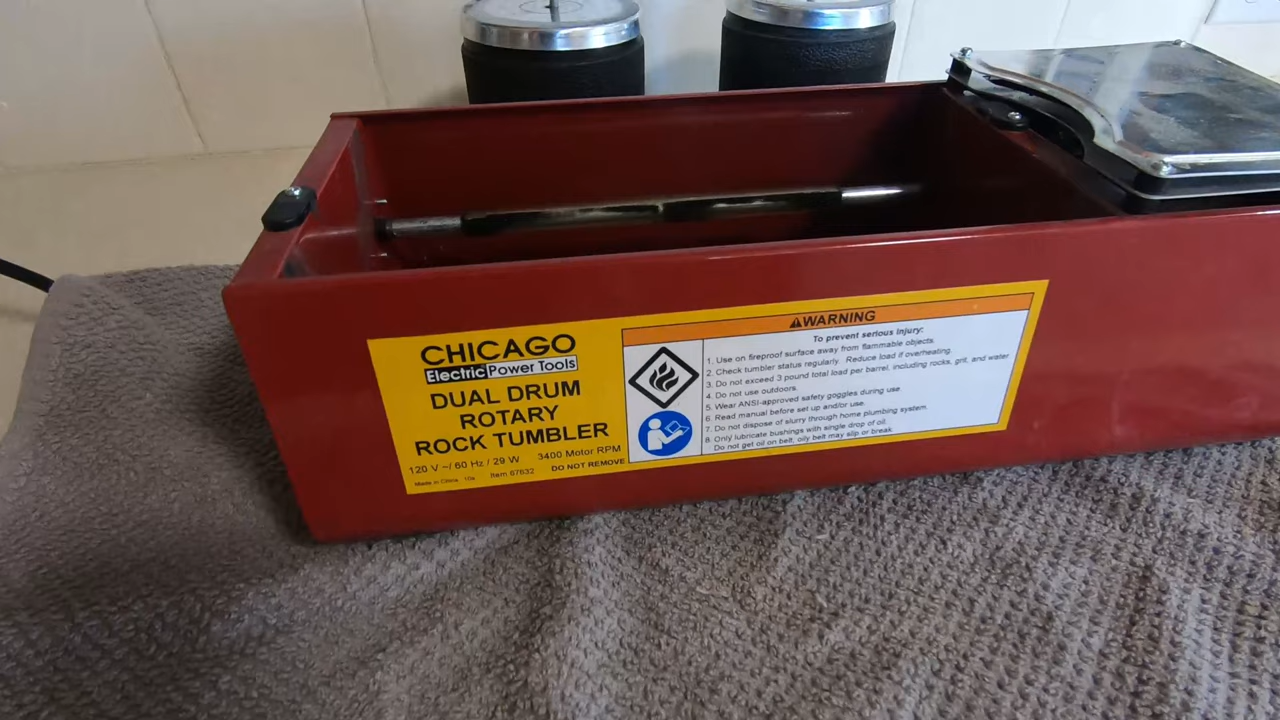 CHICAGO
Electric Power Tools
DUAL DRUM
ROTARY
ROCK TUMBLER
120 V ~/ 60 Hz / 29 W 3400 Motor RPM
Made in China 10a Item 67632 DO NOT REMOVE
WARNING
To prevent serious injury:
1. Use on fireproof surface away from flammable objects.
2. Check tumbler status regularly. Reduce load if overheating.
3. Do not exceed 3 pound total load per barrel, including rocks, grit, and water
4. Do not use outdoors.
5. Wear ANSI-approved safety goggles during use.
6. Read manual before set up and/or use.
7. Do not dispose of slurry through home plumbing system.
8. Only lubricate bushings with single drop of oil.
Do not get oil on belt, oily belt may slip or break.